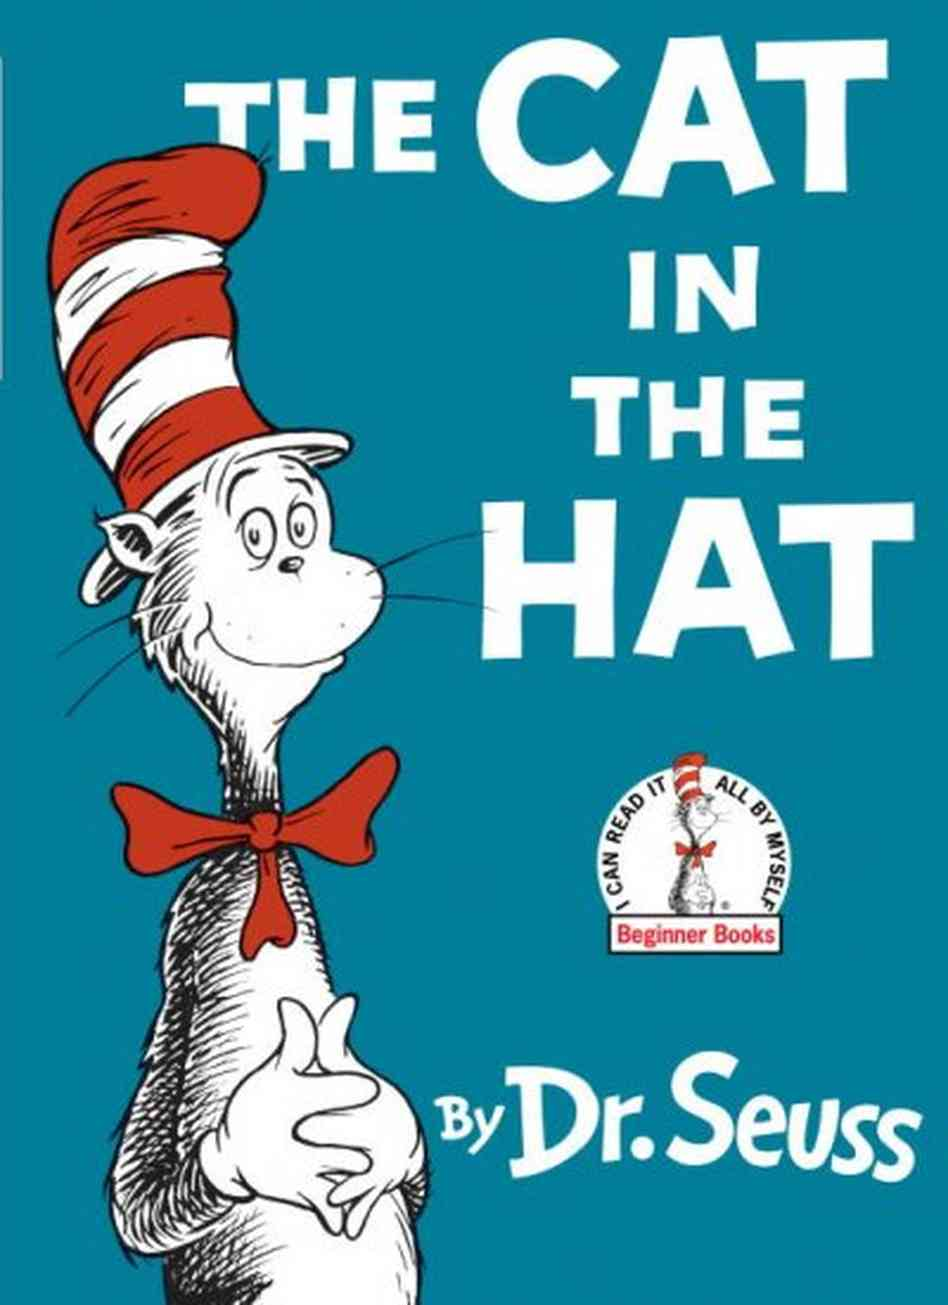 THE CAT
IN
THE
HAT
I CAN READ IT ALL BY MYSELF
®
Beginner Books
By Dr. Seuss